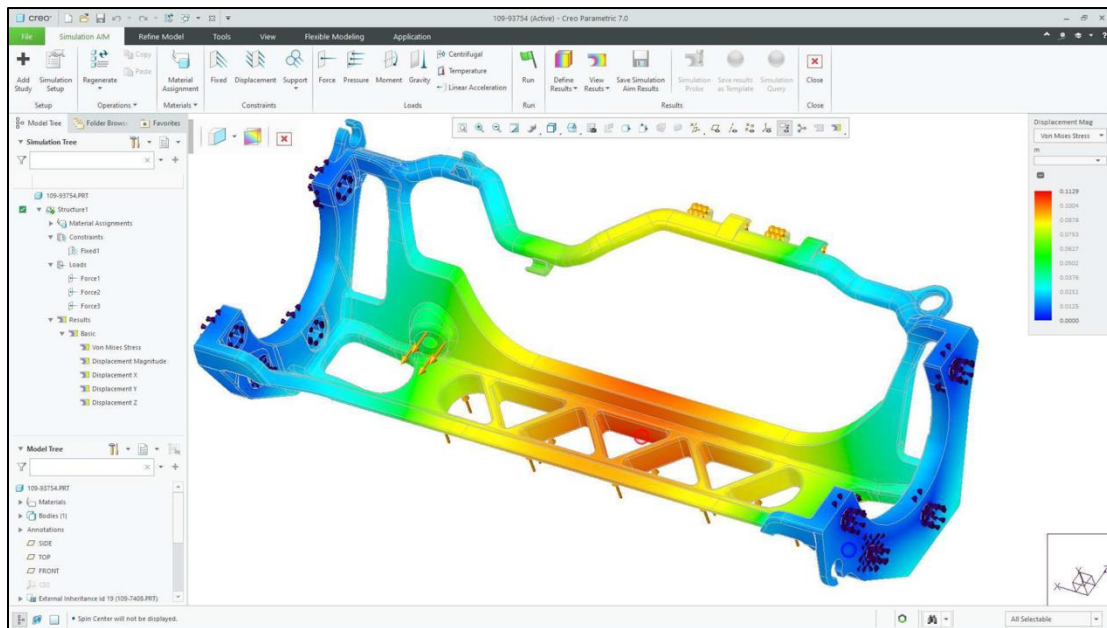 creo
109-93754 (Active) - Creo Parametric 7.0
File Simulation AIM Refine Model Tools View Flexible Modeling Application
Add Study
Simulation Setup
Setup
Regenerate
Copy
Paste
Operations
Material Assignment
Materials
Fixed
Displacement
Support
Constraints
Force
Pressure
Moment
Gravity
Centrifugal
Temperature
Linear Acceleration
Loads
Run
Run
Define Results
View Results
Save Simulation Aim Results
Simulation Probe
Save results as Template
Simulation Query
Results
Close
Close
Model Tree
Folder Brows
Favorites
Simulation Tree
109-93754.PRT
Structure1
Material Assignments
Constraints
Fixed1
Loads
Force1
Force2
Force3
Results
Basic
Von Mises Stress
Displacement Magnitude
Displacement X
Displacement Y
Displacement Z
Model Tree
109-93754.PRT
Materials
Bodies (1)
Annotations
SIDE
TOP
FRONT
External Inheritance id 19 (109-7408.PRT)
Displacement Mag
Von Mises Stress
m
0.1129
0.1004
0.0878
0.0753
0.0627
0.0502
0.0376
0.0251
0.0125
0.0000
Spin Center will not be displayed.
All Selectable